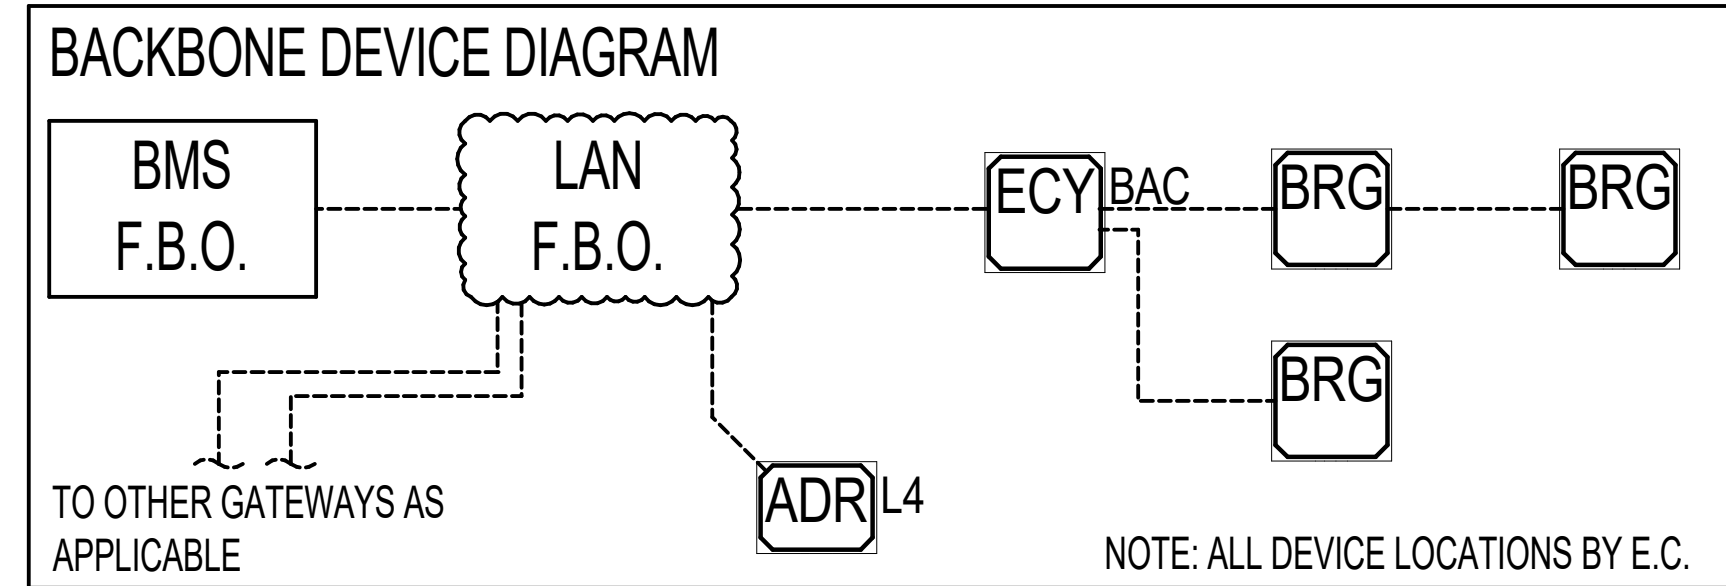 BACKBONE DEVICE DIAGRAM
BMS
F.B.O.
LAN
F.B.O.
ECY
BAC
BRG
BRG
BRG
ADR
L4
TO OTHER GATEWAYS AS
APPLICABLE
NOTE: ALL DEVICE LOCATIONS BY E.C.